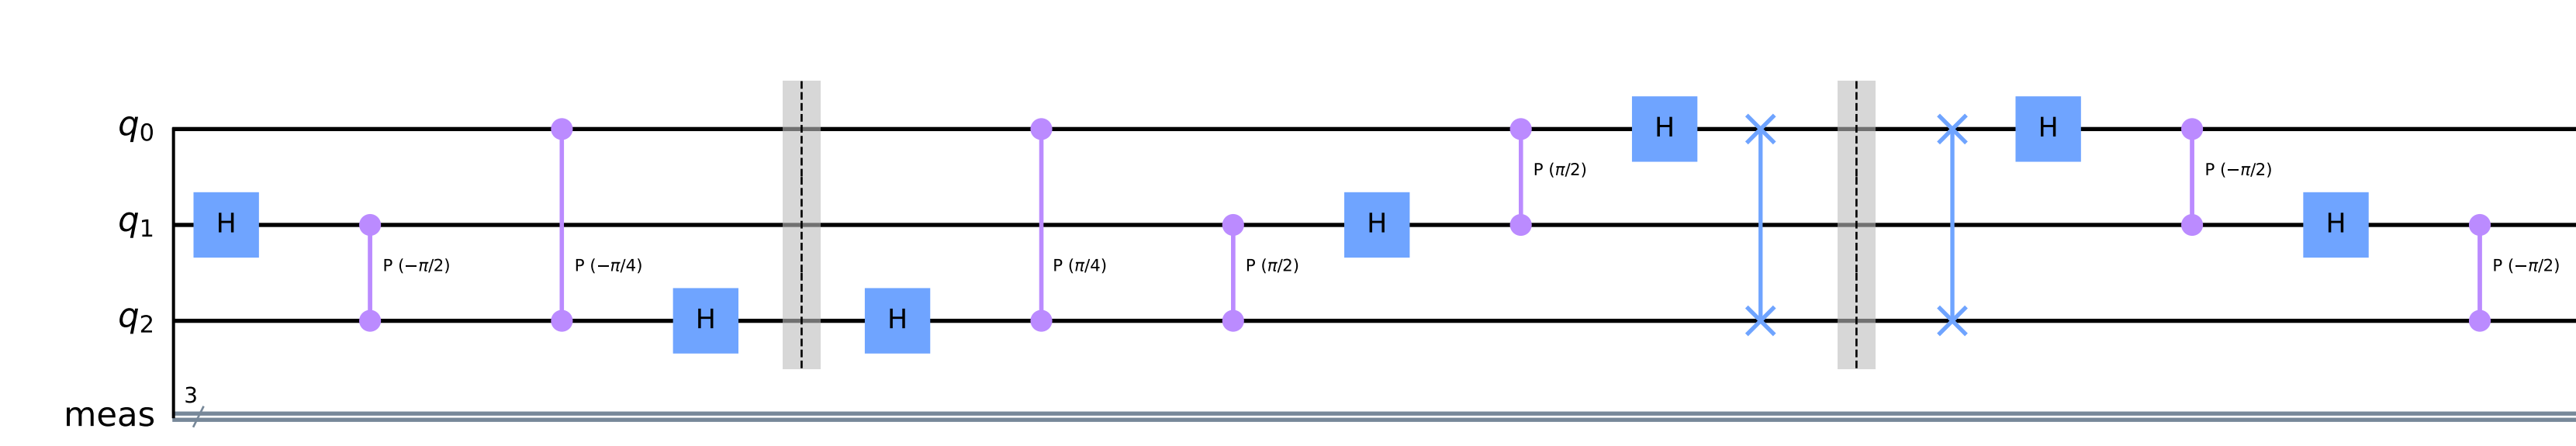 q0 H H
q1 H P (π/2) H P (−π/2) H
P (−π/2) P (−π/4) P (π/4) P (π/2) P (−π/2)
q2 H H
3
meas